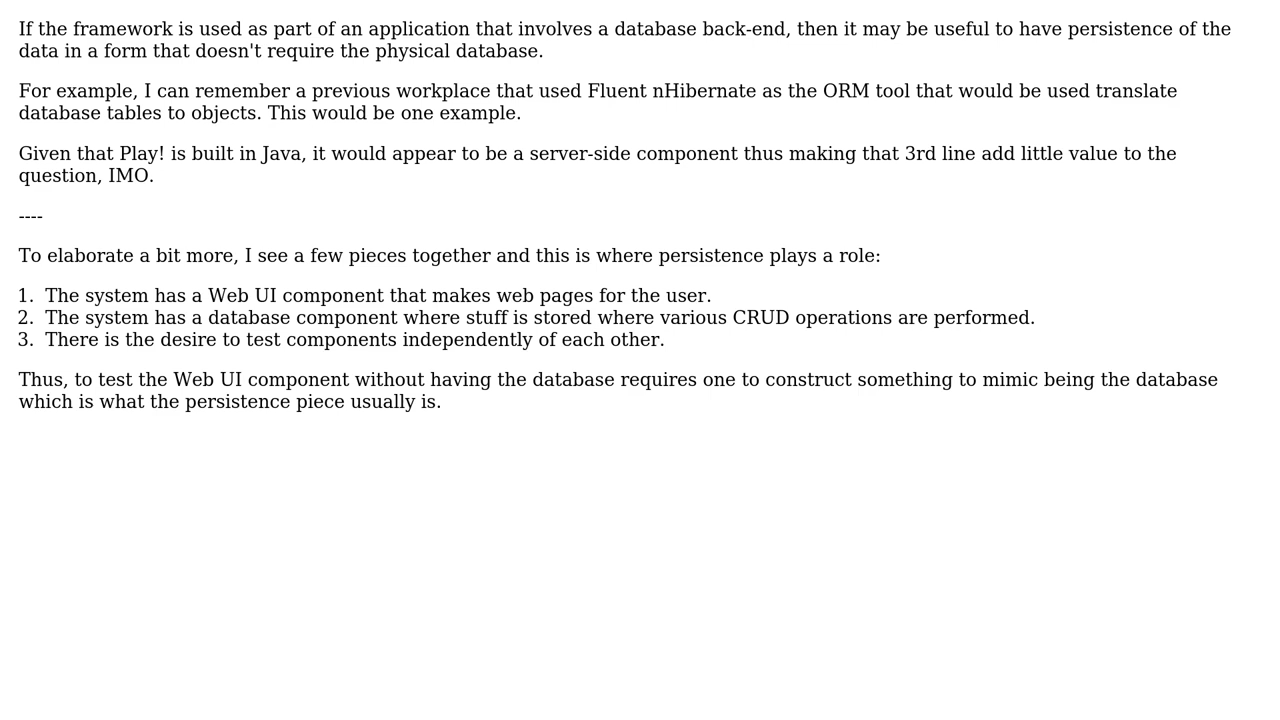 If the framework is used as part of an application that involves a database back-end, then it may be useful to have persistence of the
data in a form that doesn't require the physical database.
For example, I can remember a previous workplace that used Fluent nHibernate as the ORM tool that would be used translate
database tables to objects. This would be one example.
Given that Play! is built in Java, it would appear to be a server-side component thus making that 3rd line add little value to the
question, IMO.
----
To elaborate a bit more, I see a few pieces together and this is where persistence plays a role:
1. The system has a Web UI component that makes web pages for the user.
2. The system has a database component where stuff is stored where various CRUD operations are performed.
3. There is the desire to test components independently of each other.
Thus, to test the Web UI component without having the database requires one to construct something to mimic being the database
which is what the persistence piece usually is.